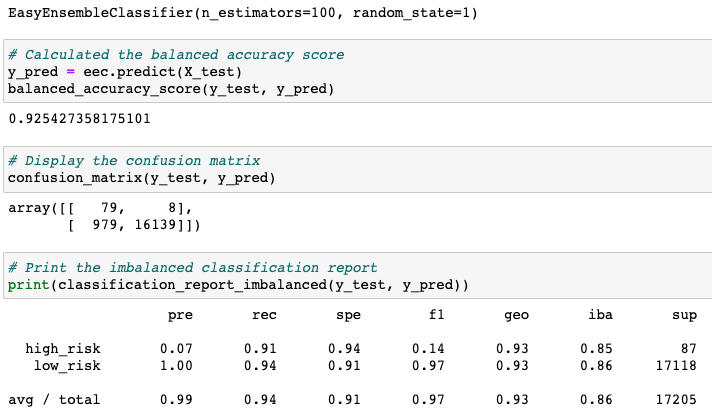 EasyEnsembleClassifier(n_estimators=100, random_state=1)
# Calculated the balanced accuracy score
y_pred = eec.predict(X_test)
balanced_accuracy_score(y_test, y_pred)
0.925427358175101
# Display the confusion matrix
confusion_matrix(y_test, y_pred)
array([[   79,     8],
       [  979, 16139]])
# Print the imbalanced classification report
print(classification_report_imbalanced(y_test, y_pred))
pre rec spe f1 geo iba sup
high_risk 0.07 0.91 0.94 0.14 0.93 0.85 87
low_risk 1.00 0.94 0.91 0.97 0.93 0.86 17118
avg / total 0.99 0.94 0.91 0.97 0.93 0.86 17205